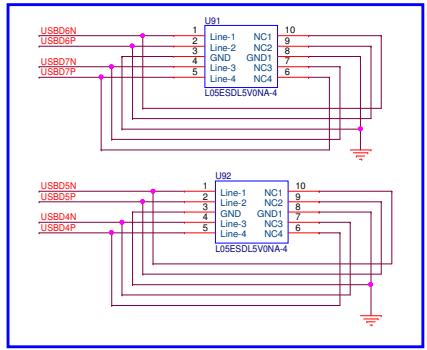 U91
USBD6N 1 Line-1 NC1 10
USBD6P 2 Line-2 NC2 9
3 GND GND1 8
USBD7N 4 Line-3 NC3 7
USBD7P 5 Line-4 NC4 6
L05ESDL5V0NA-4
U92
USBD5N 1 Line-1 NC1 10
USBD5P 2 Line-2 NC2 9
3 GND GND1 8
USBD4N 4 Line-3 NC3 7
USBD4P 5 Line-4 NC4 6
L05ESDL5V0NA-4